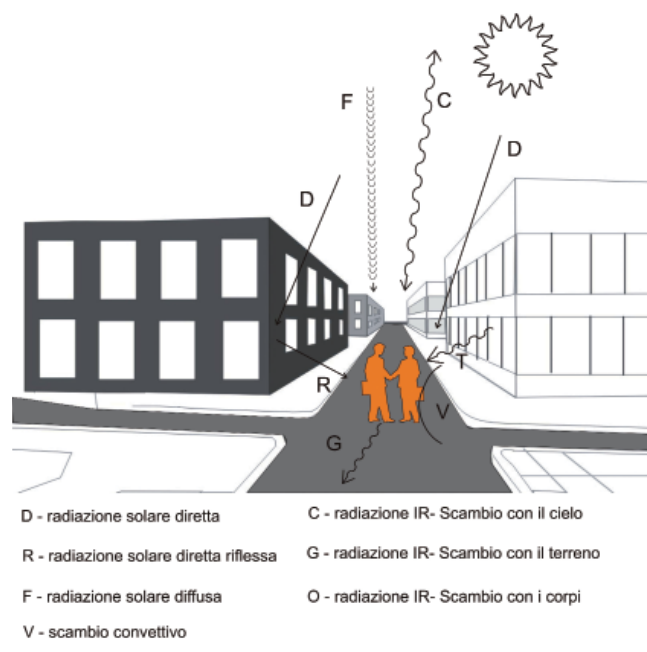 F
C
D
D
T
R
V
G
D - radiazione solare diretta
C - radiazione IR- Scambio con il cielo
R - radiazione solare diretta riflessa
G - radiazione IR- Scambio con il terreno
F - radiazione solare diffusa
O - radiazione IR- Scambio con i corpi
V - scambio convettivo